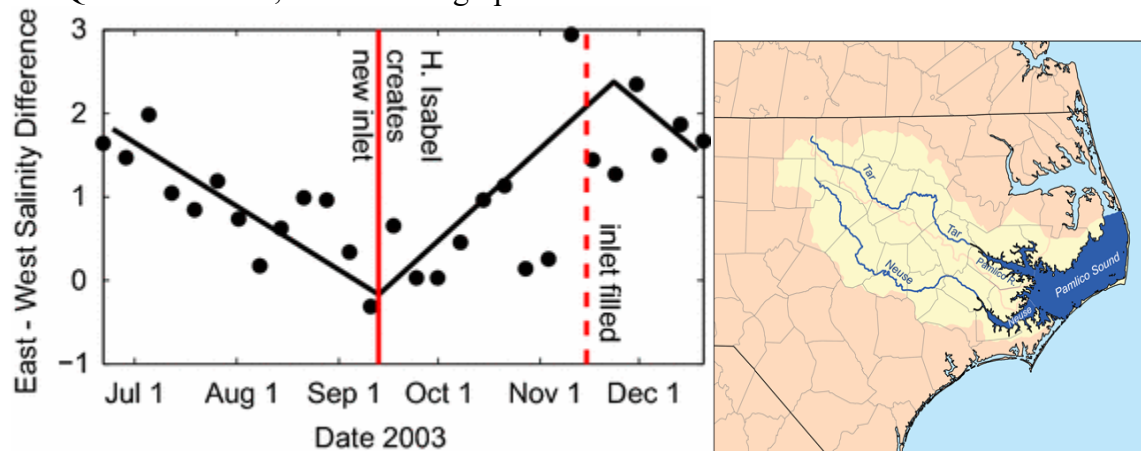 3
2
1
0
−1
East - West Salinity Difference
H. Isabel
creates
new inlet
inlet filled
Jul 1 Aug 1 Sep 1 Oct 1 Nov 1 Dec 1
Date 2003
Tar
Tar
Pamlico R.
Pamlico Sound
Neuse
Neuse